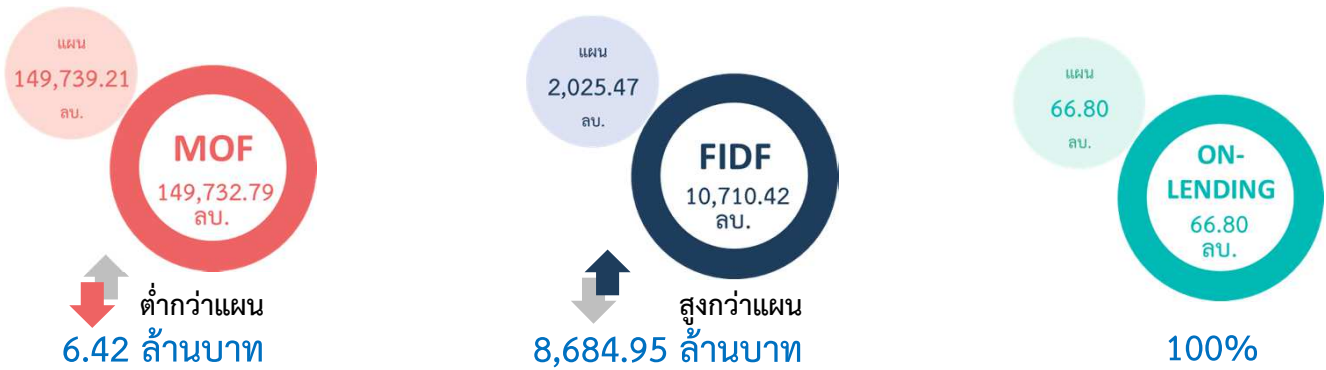 แผน
149,739.21
ลบ.
MOF
149,732.79
ลบ.
ต่ำกว่าแผน
6.42 ล้านบาท
แผน
2,025.47
ลบ.
FIDF
10,710.42
ลบ.
สูงกว่าแผน
8,684.95 ล้านบาท
แผน
66.80
ลบ.
ON-
LENDING
66.80
ลบ.
100%